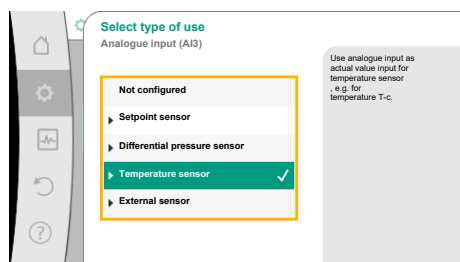 Select type of use
Analogue input (AI3)
Use analogue input as
actual value input for
temperature sensor
, e.g. for
temperature T-c.
Not configured
Setpoint sensor
Differential pressure sensor
Temperature sensor
External sensor
?